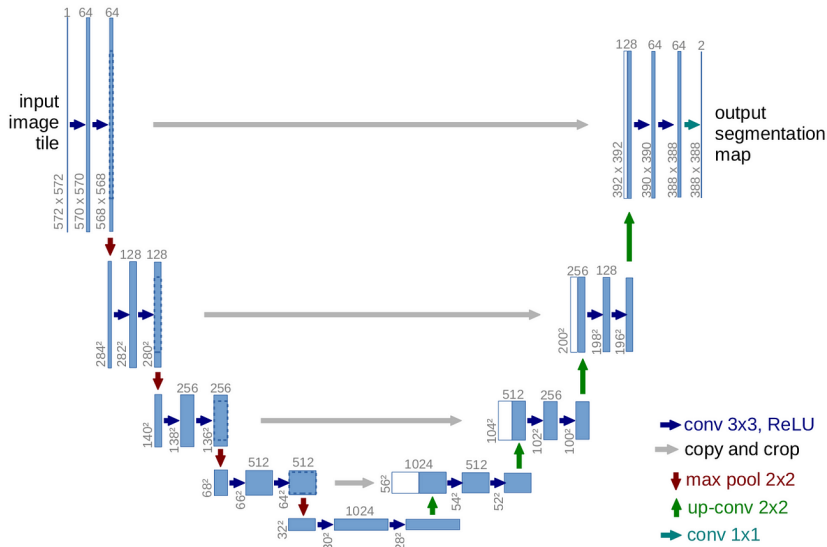 1 64 64
128 64 64 2
input
image
tile
output
segmentation
map
572 x 572
570 x 570
568 x 568
392 x 392
390 x 390
388 x 388
388 x 388
128 128
256 128
284²
282²
280²
200²
198²
196²
256 256
512 256
140²
138²
136²
104²
102²
100²
512 512
1024 512
68²
66²
64²
56²
54²
52²
1024
32²
30²
28²
conv 3x3, ReLU
copy and crop
max pool 2x2
up-conv 2x2
conv 1x1